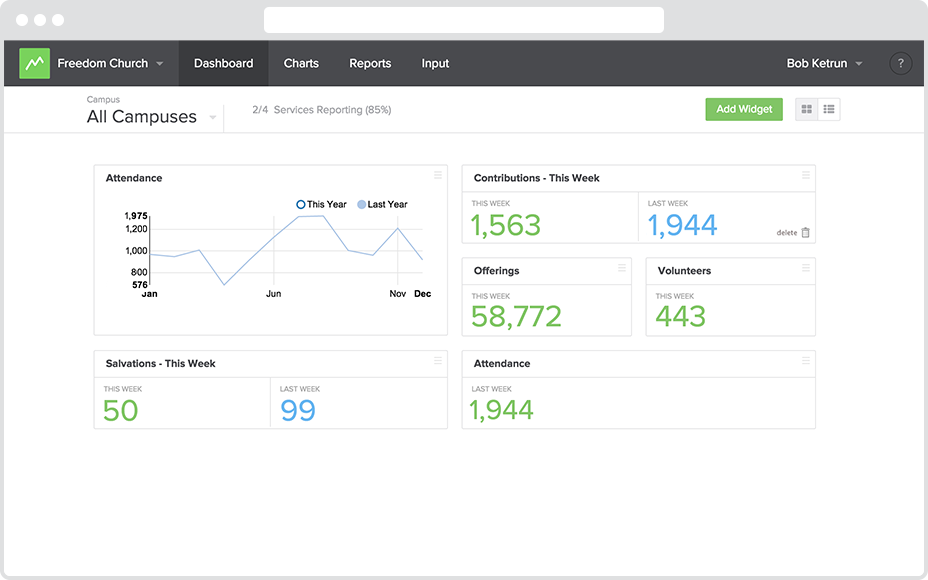 Freedom Church Dashboard Charts Reports Input Bob Ketrun ?
Campus
All Campuses
2/4 Services Reporting (85%)
Add Widget
Attendance
This Year Last Year
1,975
1,200
1,000
800
576
Jan Jun Nov Dec
Contributions - This Week
THIS WEEK
1,563
LAST WEEK
1,944
delete
Offerings
THIS WEEK
58,772
Volunteers
THIS WEEK
443
Salvations - This Week
THIS WEEK
50
LAST WEEK
99
Attendance
LAST WEEK
1,944